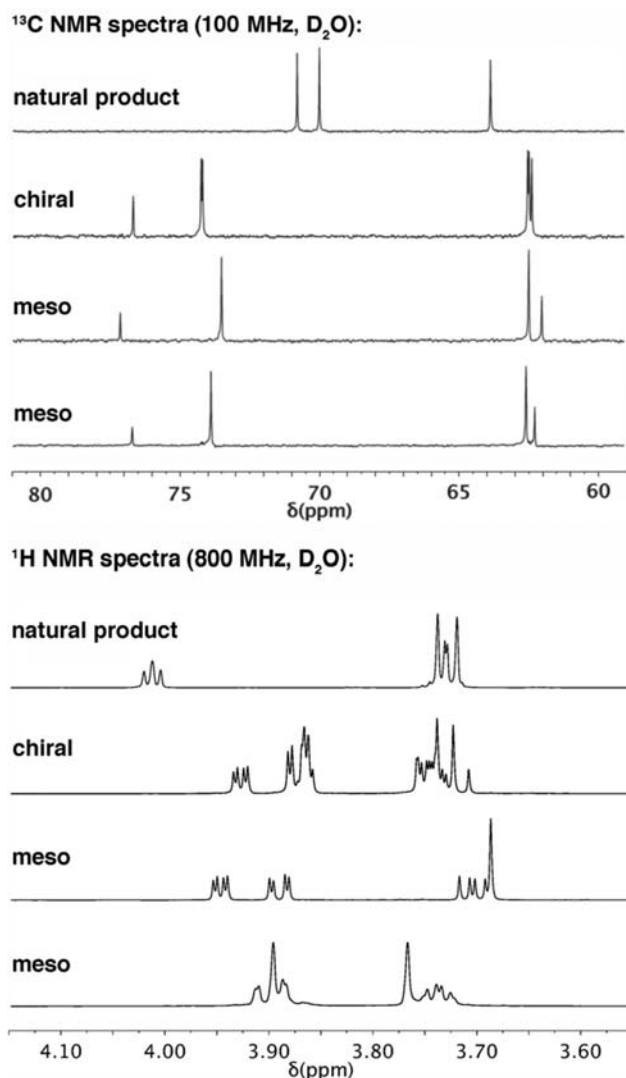 ¹³C NMR spectra (100 MHz, D₂O):
natural product
chiral
meso
meso
80 75 70 65 60
δ(ppm)
¹H NMR spectra (800 MHz, D₂O):
natural product
chiral
meso
meso
4.10 4.00 3.90 3.80 3.70 3.60
δ(ppm)